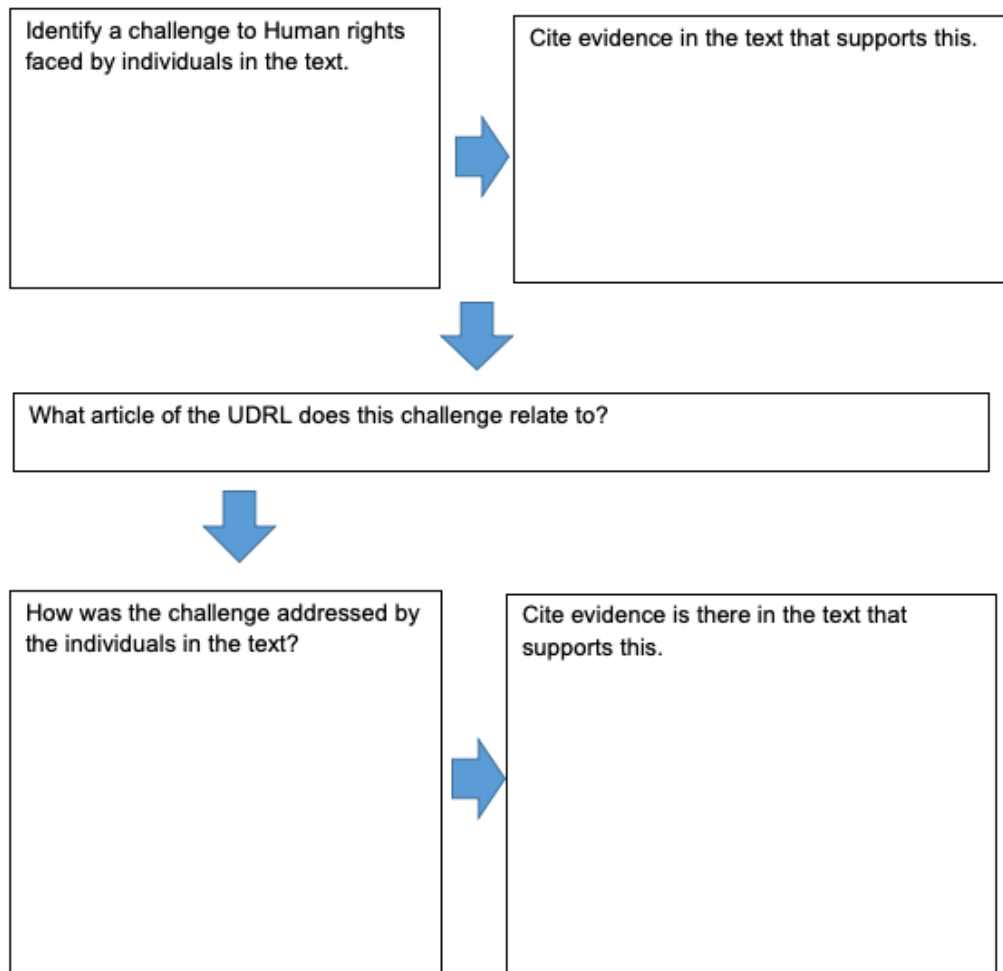 Identify a challenge to Human rights
faced by individuals in the text.
Cite evidence in the text that supports this.
What article of the UDRL does this challenge relate to?
How was the challenge addressed by
the individuals in the text?
Cite evidence is there in the text that
supports this.